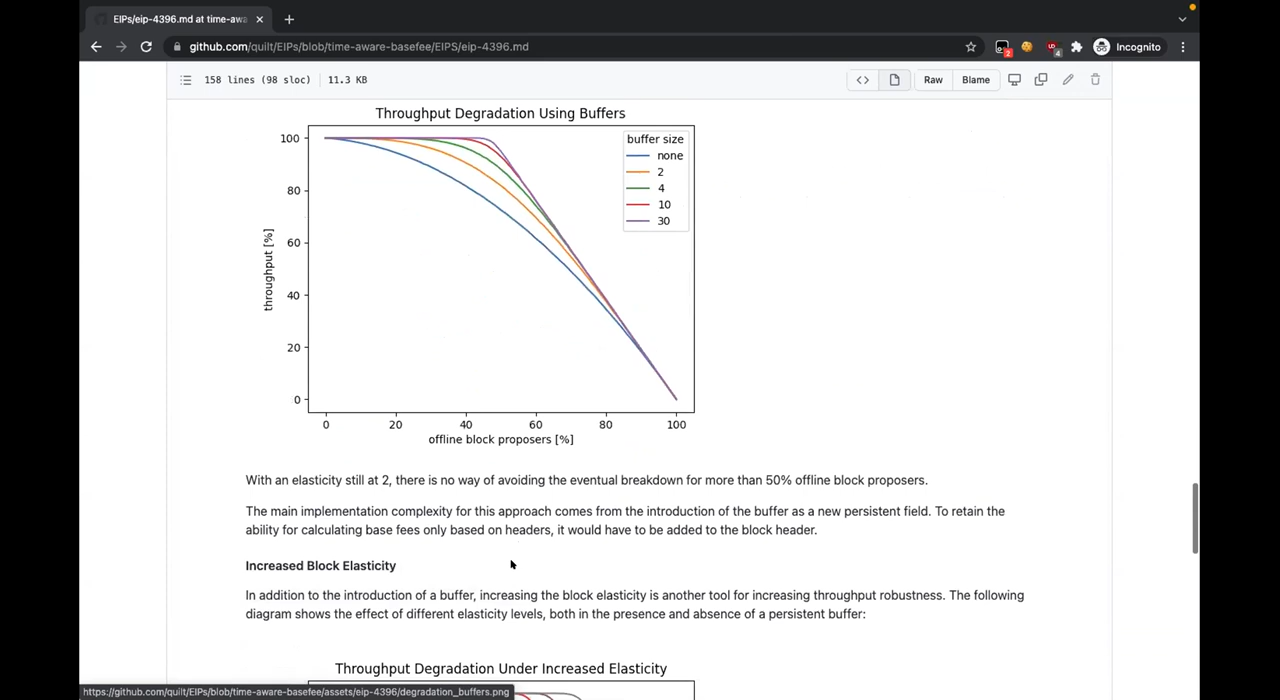 EIPs/eip-4396.md at time-awa
github.com/quilt/EIPs/blob/time-aware-basefee/EIPS/eip-4396.md
2
4
Incognito
158 lines (98 sloc)
11.3 KB
Raw
Blame
Throughput Degradation Using Buffers
100
80
60
40
20
0
throughput [%]
buffer size
none
2
4
10
30
0 20 40 60 80 100
offline block proposers [%]
With an elasticity still at 2, there is no way of avoiding the eventual breakdown for more than 50% offline block proposers.
The main implementation complexity for this approach comes from the introduction of the buffer as a new persistent field. To retain the
ability for calculating base fees only based on headers, it would have to be added to the block header.
Increased Block Elasticity
In addition to the introduction of a buffer, increasing the block elasticity is another tool for increasing throughput robustness. The following
diagram shows the effect of different elasticity levels, both in the presence and absence of a persistent buffer:
Throughput Degradation Under Increased Elasticity
https://github.com/quilt/EIPs/blob/time-aware-basefee/assets/eip-4396/degradation_buffers.png